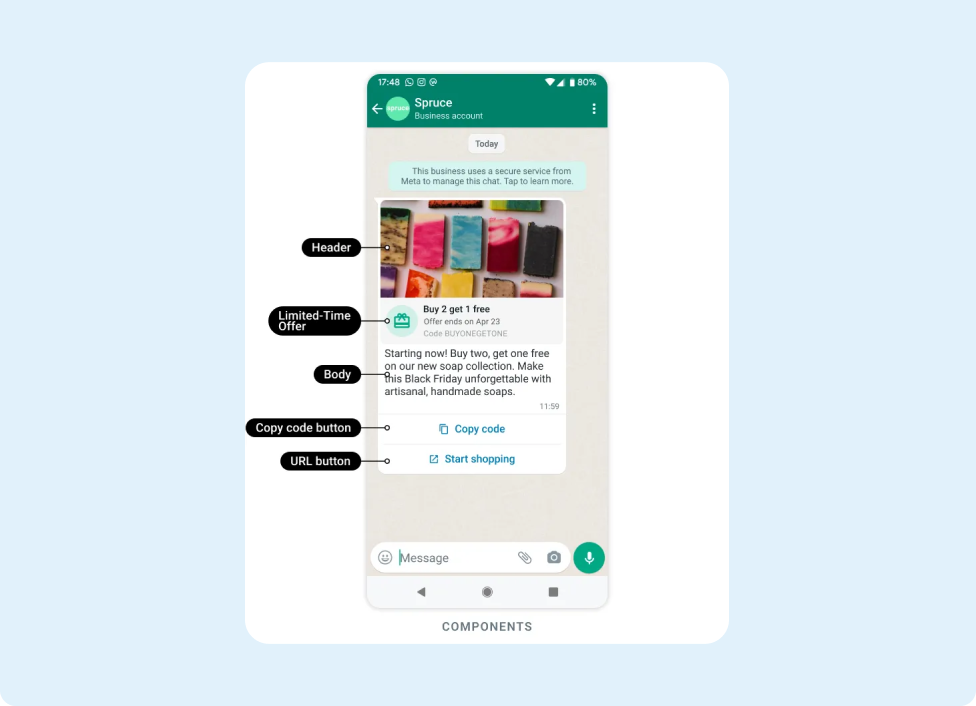 17:48
80%
spruce
Spruce
Business account
Today
This business uses a secure service from
Meta to manage this chat. Tap to learn more.
Header
Limited-Time
Offer
Buy 2 get 1 free
Offer ends on Apr 23
Code BUYONEGETONE
Body
Starting now! Buy two, get one free
on our new soap collection. Make
this Black Friday unforgettable with
artisanal, handmade soaps.
11:59
Copy code button
Copy code
URL button
Start shopping
Message
COMPONENTS